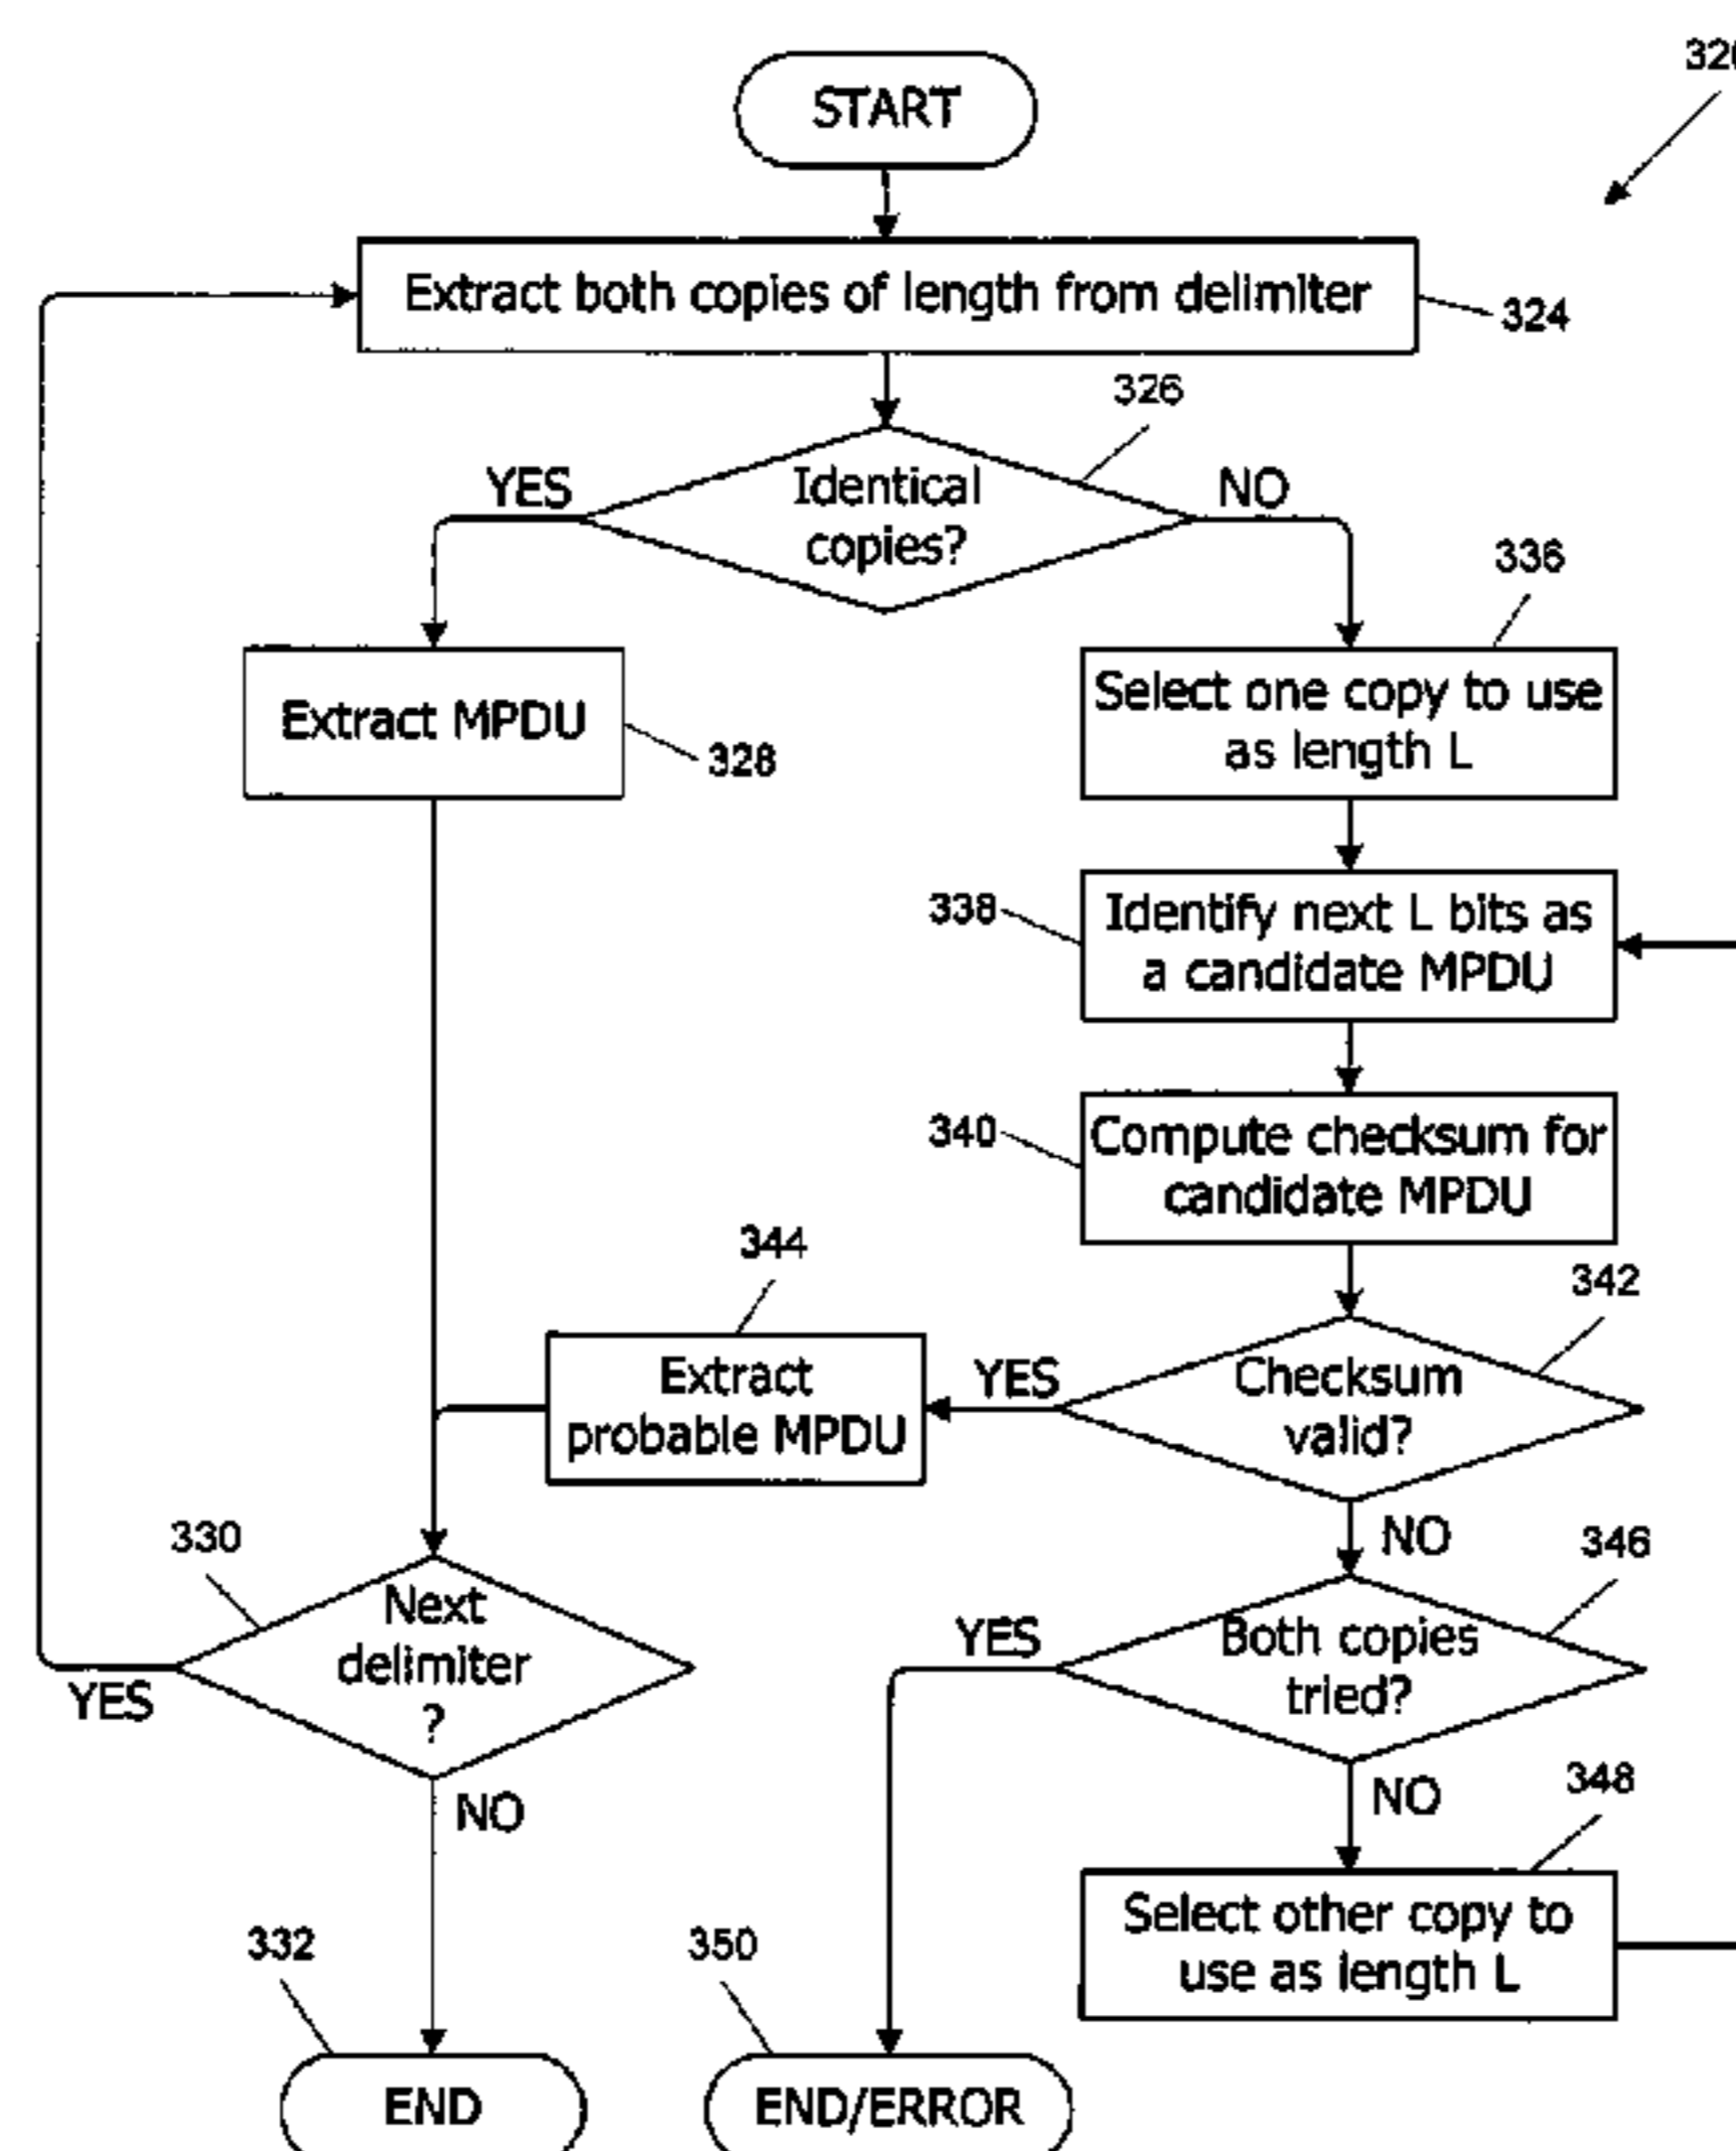 320
START
Extract both copies of length from delimiter
324
326
YES
Identical
copies?
NO
336
Extract MPDU
328
Select one copy to use
as length L
338
Identify next L bits as
a candidate MPDU
340
Compute checksum for
candidate MPDU
344
342
Extract
probable MPDU
YES
Checksum
valid?
NO
330
346
Next
delimiter
?
YES
YES
Both copies
tried?
NO
NO
348
Select other copy to
use as length L
332
350
END
END/ERROR